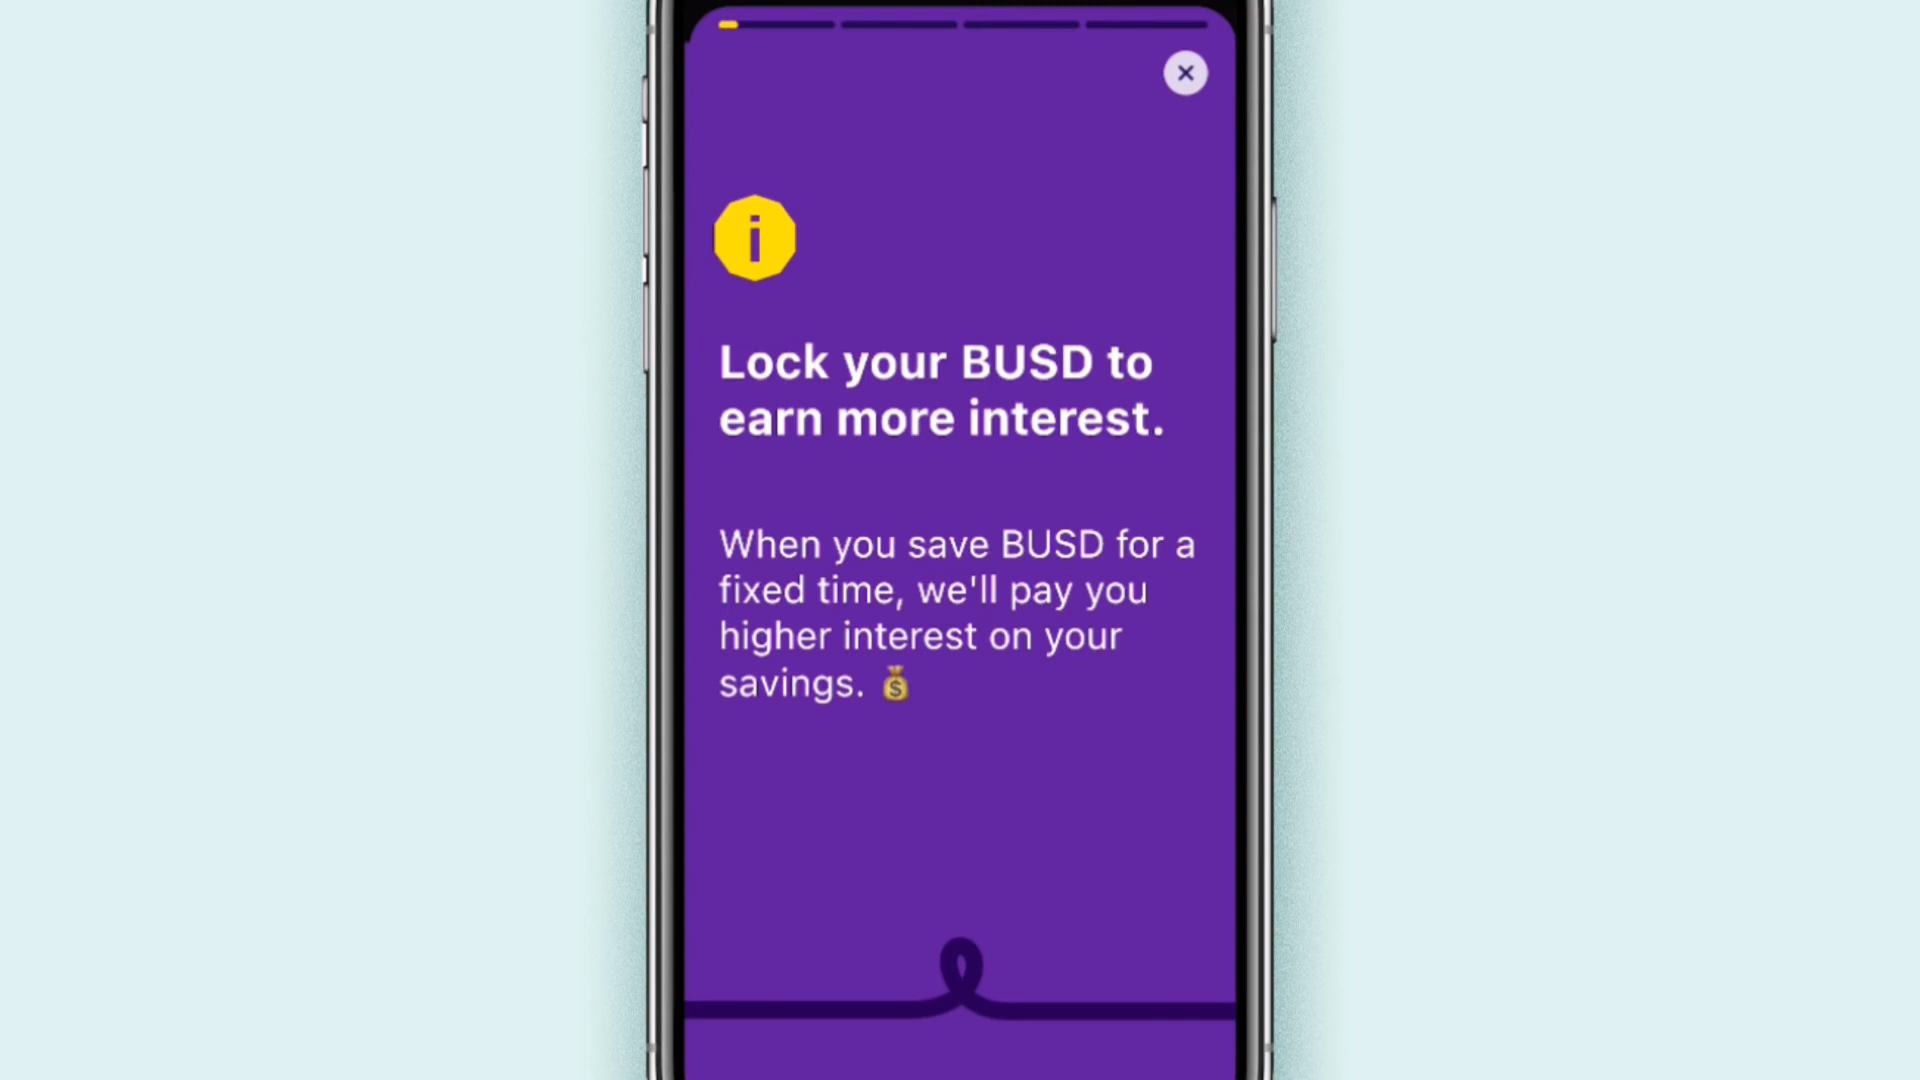 i
Lock your BUSD to
earn more interest.
When you save BUSD for a
fixed time, we'll pay you
higher interest on your
savings. 💰